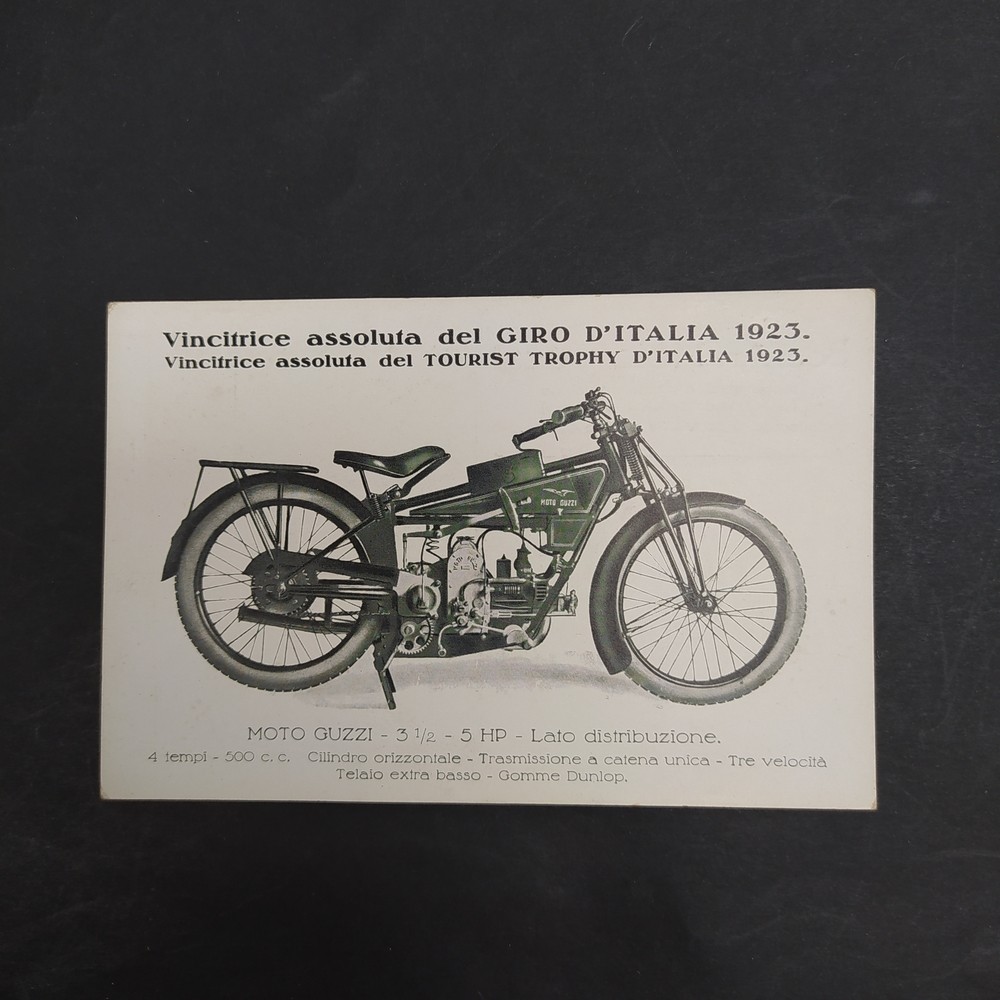 Vincitrice assoluta del GIRO D'ITALIA 1923.
Vincitrice assoluta del TOURIST TROPHY D'ITALIA 1923.
MOTO GUZZI
MOTO GUZZI - 3 1/2 - 5 HP - Lato distribuzione.
4 tempi - 500 c. c. Cilindro orizzontale - Trasmissione a catena unica - Tre velocità
Telaio extra basso - Gomme Dunlop.